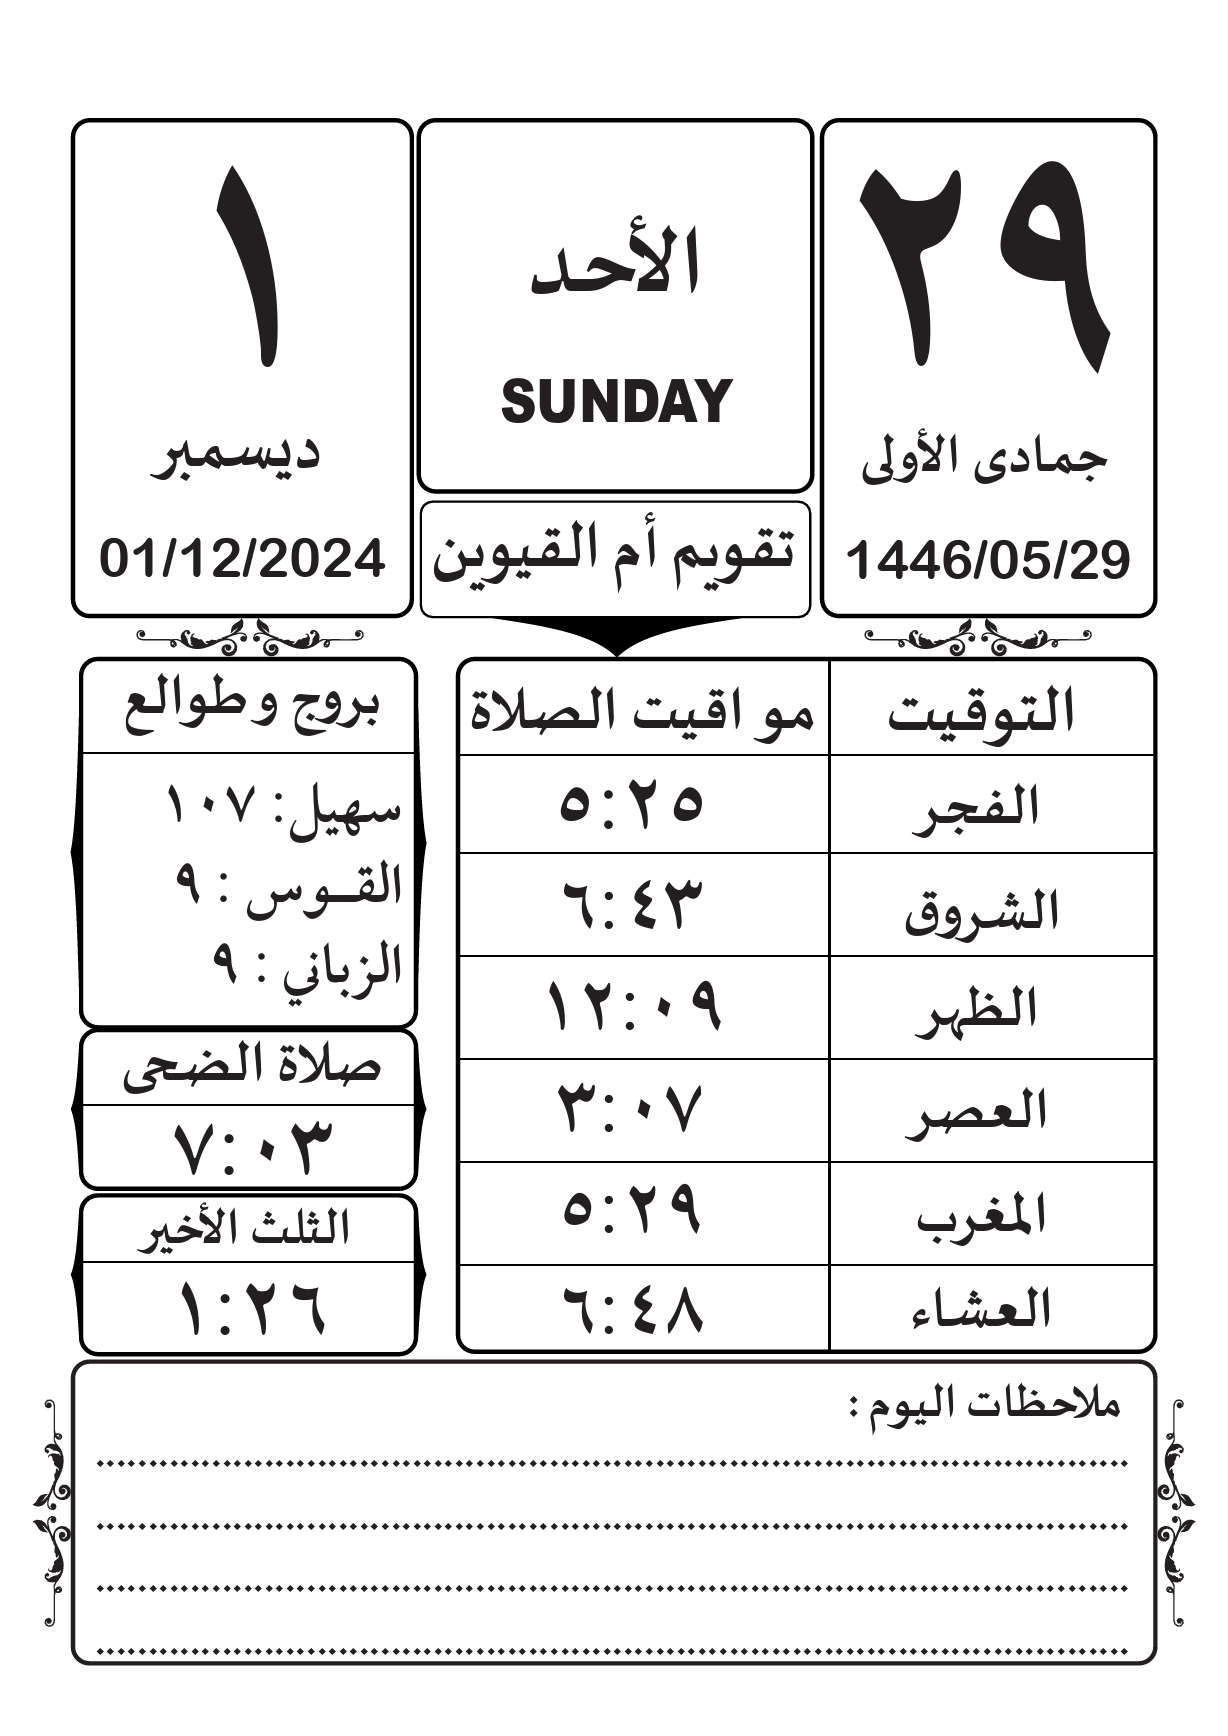 ٢٩
جمادى الأولى
1446/05/29
الأحد
SUNDAY
تقويم أم القيوين
١
ديسمبر
01/12/2024
التوقيت مو اقيت الصلاة
الفجر ٥:٢٥
الشروق ٦:٤٣
الظهر ١٢:٠٩
العصر ٣:٠٧
المغرب ٥:٢٩
العشاء ٦:٤٨
بروج وطوالع
سهيل: ١٠٧
القـوس : ٩
الزباني : ٩
صلاة الضحى
٧:٠٣
الثلث الأخير
١:٢٦
ملاحظات اليوم :